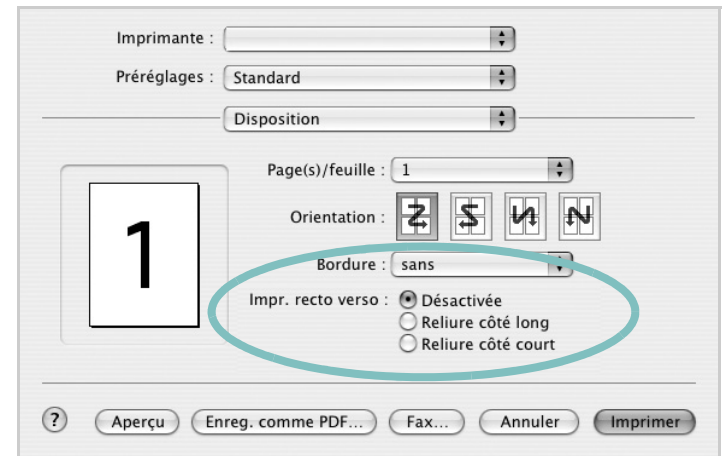 Imprimante :
Préréglages : Standard
Disposition
Page(s)/feuille : 1
Orientation :
1
Bordure : sans
Impr. recto verso : Désactivée
Reliure côté long
Reliure côté court
? Aperçu Enreg. comme PDF... Fax... Annuler Imprimer